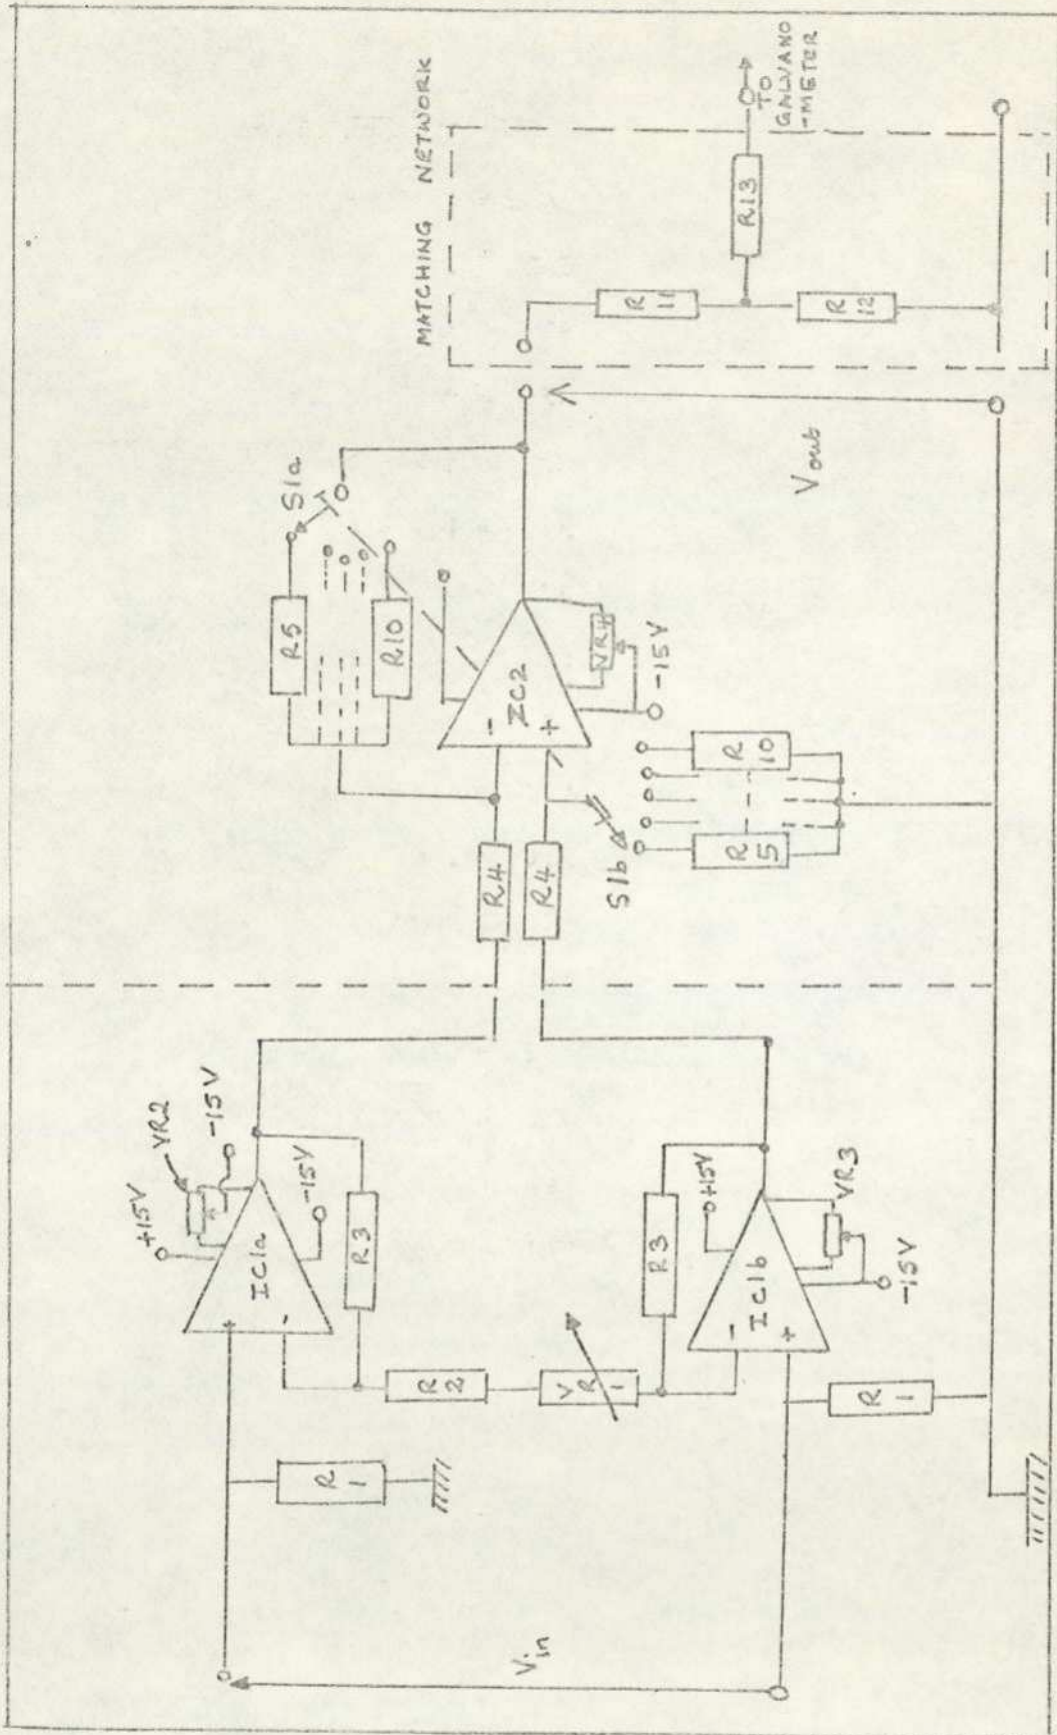 MATCHING NETWORK
TO
GALVANO
-METER
R13
R
11
R
12
S1a
R5
R10
IC2
-
+
VR4
-15V
Vout
R4
R4
S1b
R
5
R
10
+15V
VR2
-15V
IC1a
+
-
-15V
R3
R
2
V
R
1
R3
+15V
IC1b
-
+
VR3
-15V
R
1
R
1
Vin